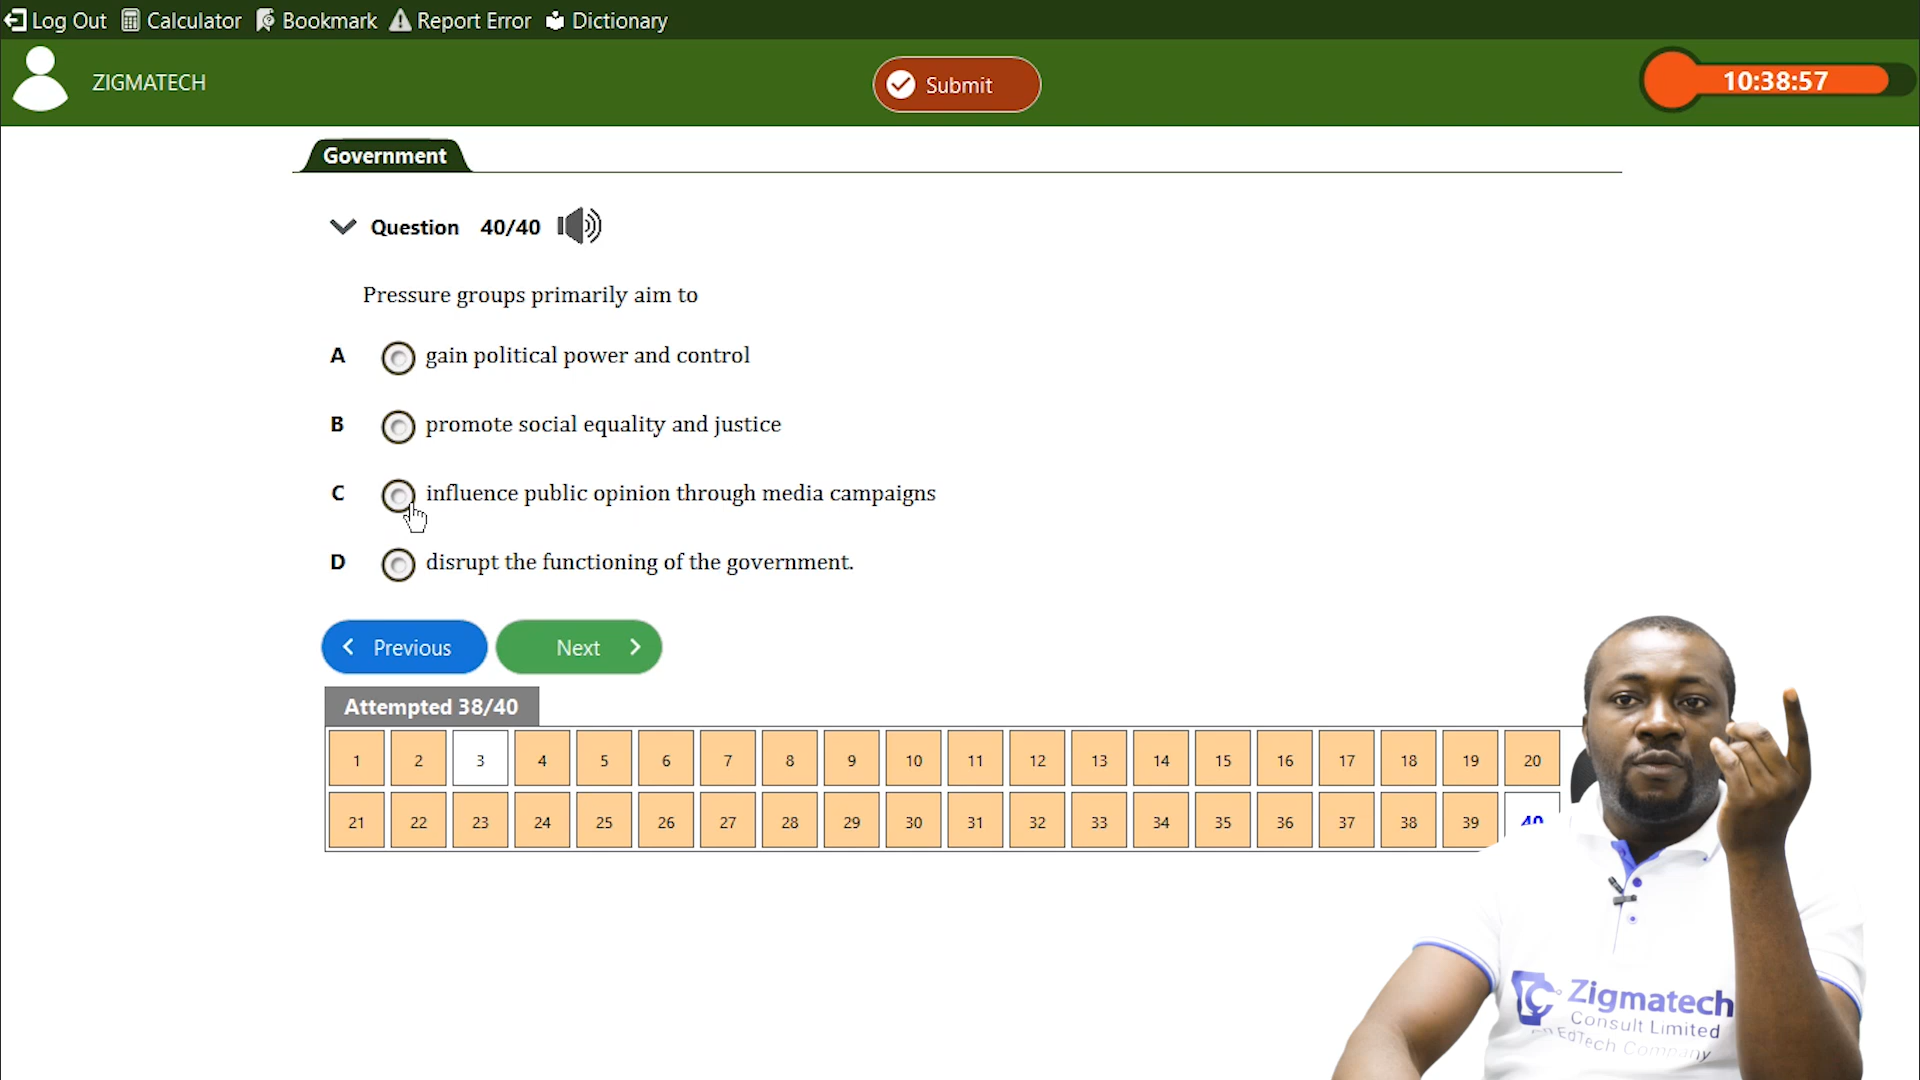 Log Out Calculator Bookmark Report Error Dictionary
ZIGMATECH
Submit
10:38:57
Government
Question 40/40
Pressure groups primarily aim to
A gain political power and control
B promote social equality and justice
C influence public opinion through media campaigns
D disrupt the functioning of the government.
Previous Next
Attempted 38/40
1 2 3 4 5 6 7 8 9 10 11 12 13 14 15 16 17 18 19 20
21 22 23 24 25 26 27 28 29 30 31 32 33 34 35 36 37 38 39 40
Zigmatech
Consult Limited
An EdTech Company